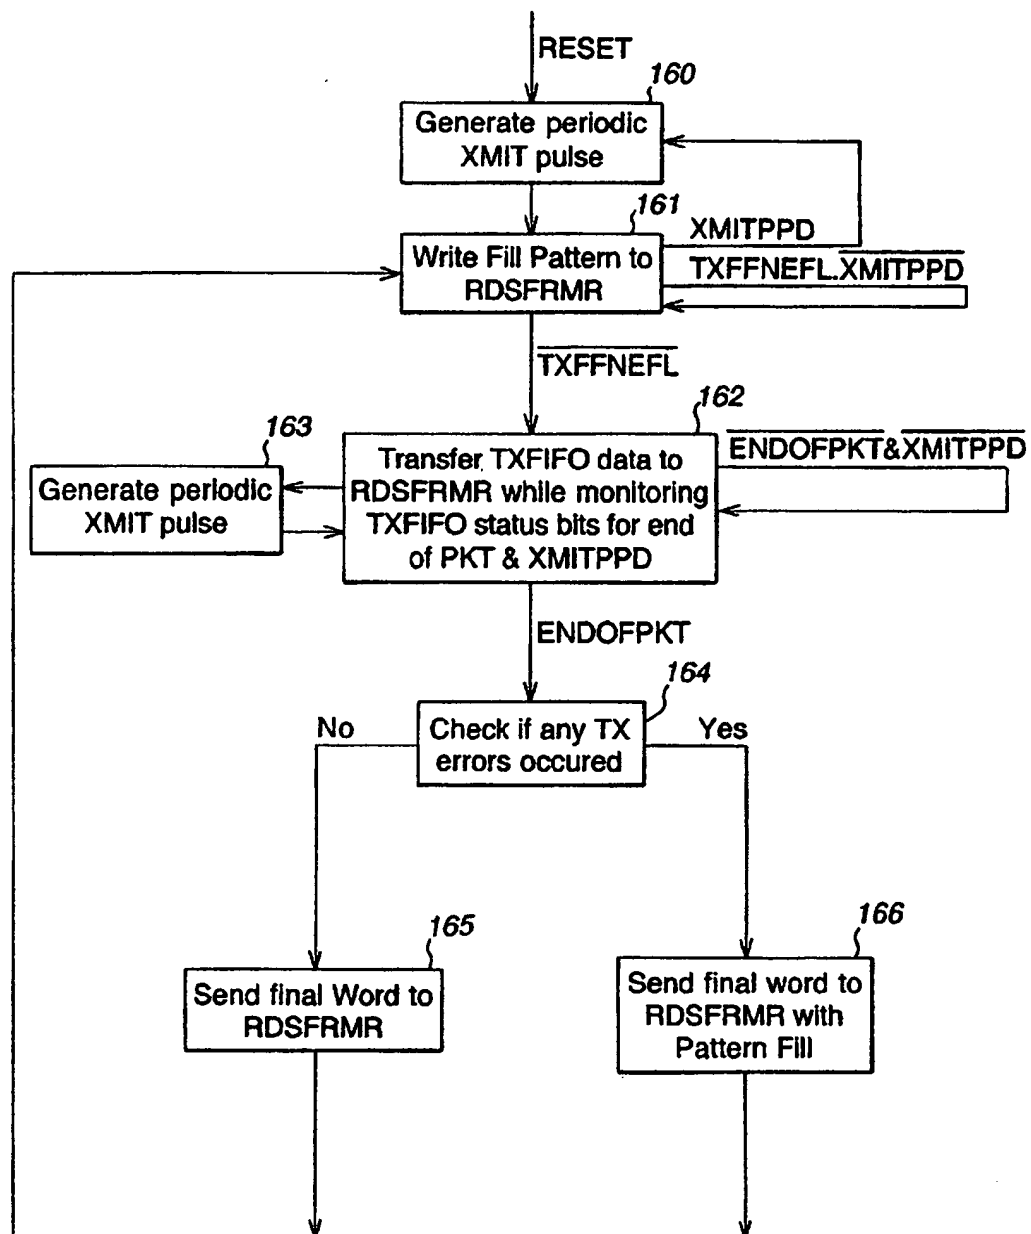 RESET
160
Generate periodic
XMIT pulse
161
XMITPPD
Write Fill Pattern to
RDSFRMR
TXFFNEFL.XMITPPD
TXFFNEFL
162
163
ENDOFPKT&XMITPPD
Transfer TXFIFO data to
RDSFRMR while monitoring
TXFIFO status bits for end
of PKT & XMITPPD
Generate periodic
XMIT pulse
ENDOFPKT
164
No
Check if any TX
errors occured
Yes
165
Send final Word to
RDSFRMR
166
Send final word to
RDSFRMR with
Pattern Fill